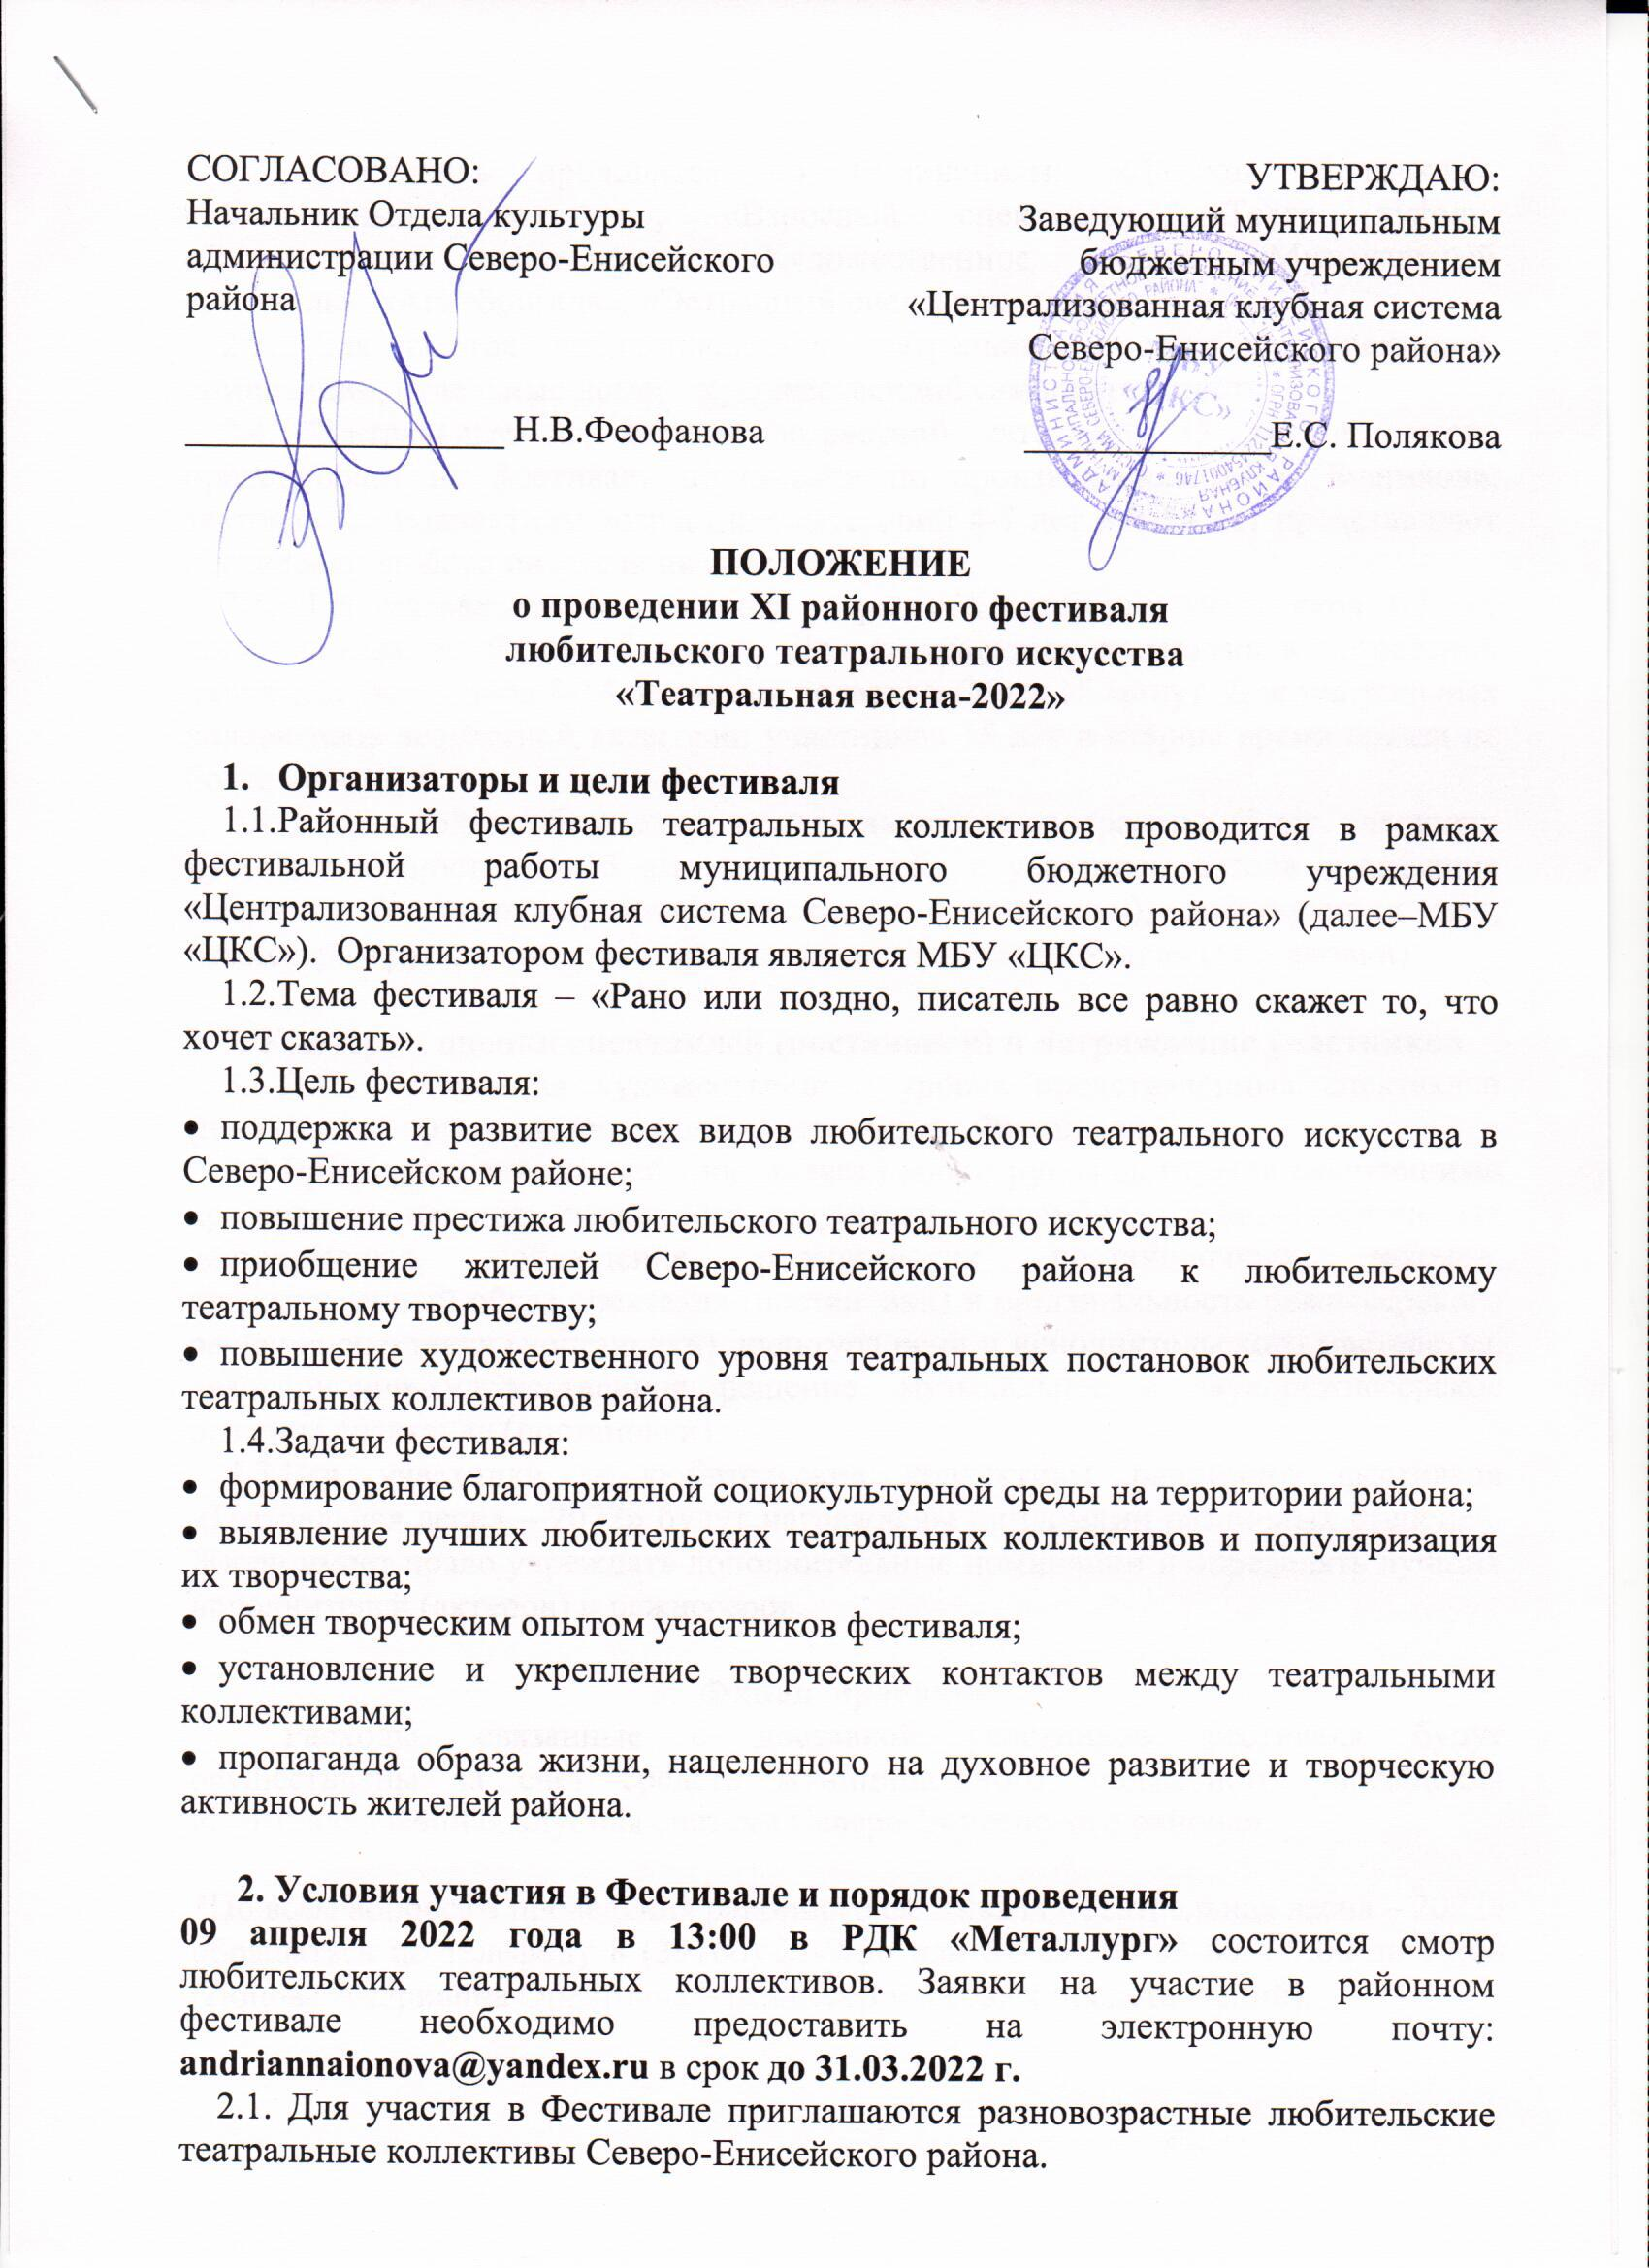 СОГЛАСОВАНО:
Начальник Отдела культуры
администрации Северо-Енисейского
района
Н.В.Феофанова
УТВЕРЖДАЮ:
Заведующий муниципальным
бюджетным учреждением
«Централизованная клубная система
Северо-Енисейского района»
Е.С. Полякова
«ЦКС»
ПОЛОЖЕНИЕ
о проведении XI районного фестиваля
любительского театрального искусства
«Театральная весна-2022»
1. Организаторы и цели фестиваля
1.1.Районный фестиваль театральных коллективов проводится в рамках
фестивальной работы муниципального бюджетного учреждения
«Централизованная клубная система Северо-Енисейского района» (далее–МБУ
«ЦКС»). Организатором фестиваля является МБУ «ЦКС».
1.2.Тема фестиваля – «Рано или поздно, писатель все равно скажет то, что
хочет сказать».
1.3.Цель фестиваля:
• поддержка и развитие всех видов любительского театрального искусства в
Северо-Енисейском районе;
• повышение престижа любительского театрального искусства;
• приобщение жителей Северо-Енисейского района к любительскому
театральному творчеству;
• повышение художественного уровня театральных постановок любительских
театральных коллективов района.
1.4.Задачи фестиваля:
• формирование благоприятной социокультурной среды на территории района;
• выявление лучших любительских театральных коллективов и популяризация
их творчества;
• обмен творческим опытом участников фестиваля;
• установление и укрепление творческих контактов между театральными
коллективами;
• пропаганда образа жизни, нацеленного на духовное развитие и творческую
активность жителей района.
2. Условия участия в Фестивале и порядок проведения
09 апреля 2022 года в 13:00 в РДК «Металлург» состоится смотр
любительских театральных коллективов. Заявки на участие в районном
фестивале необходимо предоставить на электронную почту:
andriannaionova@yandex.ru в срок до 31.03.2022 г.
2.1. Для участия в Фестивале приглашаются разновозрастные любительские
театральные коллективы Северо-Енисейского района.